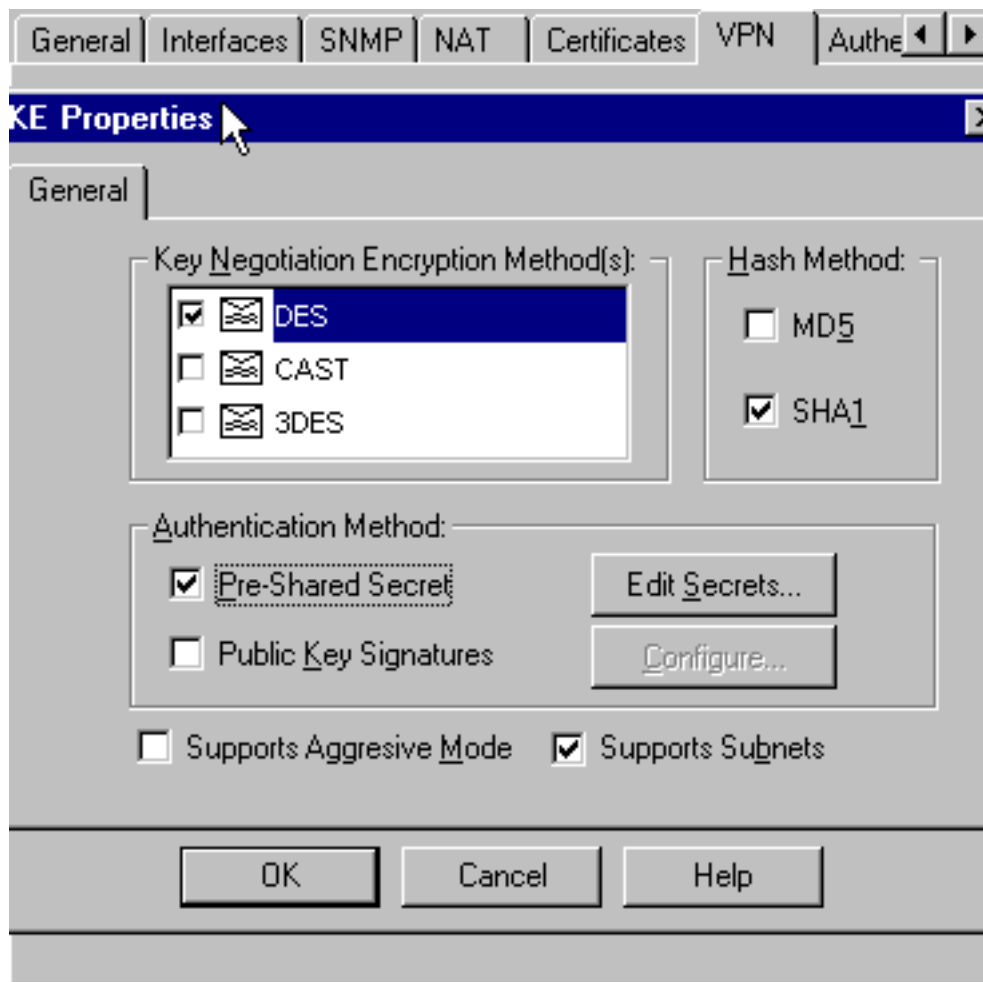 General Interfaces SNMP NAT Certificates VPN Authe
KE Properties
General
Key Negotiation Encryption Method(s):
DES
CAST
3DES
Hash Method:
MD5
SHA1
Authentication Method:
Pre-Shared Secret
Edit Secrets...
Public Key Signatures
Configure...
Supports Aggresive Mode
Supports Subnets
OK Cancel Help